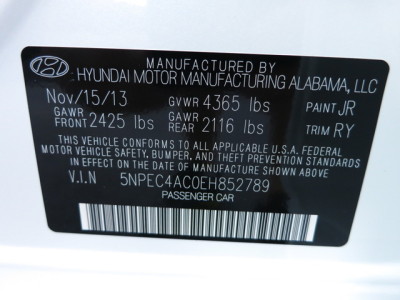 MANUFACTURED BY
HYUNDAI MOTOR MANUFACTURING ALABAMA, LLC
Nov/15/13 GVWR 4365 lbs PAINT JR
GAWR FRONT 2425 lbs GAWR REAR 2116 lbs TRIM RY
THIS VEHICLE CONFORMS TO ALL APPLICABLE U.S.A. FEDERAL
MOTOR VEHICLE SAFETY, BUMPER, AND THEFT PREVENTION STANDARDS
IN EFFECT ON THE DATE OF MANUFACTURE SHOWN ABOVE.
V.I.N 5NPEC4AC0EH852789
PASSENGER CAR